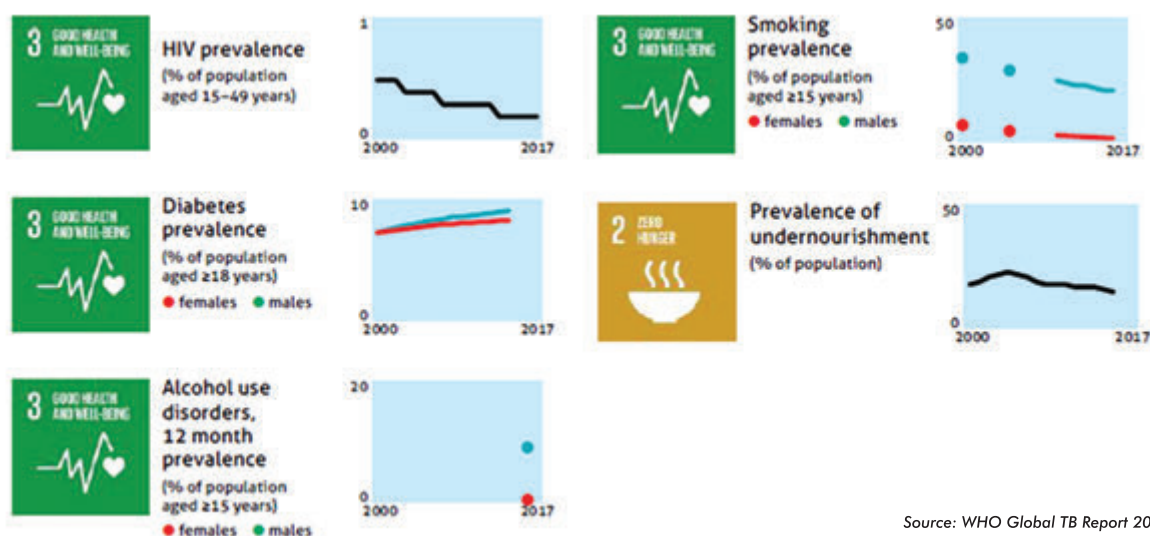 3 GOOD HEALTH
AND WELL-BEING
HIV prevalence
(% of population
aged 15–49 years)
1
0
2000 2017
3 GOOD HEALTH
AND WELL-BEING
Smoking
prevalence
(% of population
aged ≥15 years)
females males
50
0
2000 2017
3 GOOD HEALTH
AND WELL-BEING
Diabetes
prevalence
(% of population
aged ≥18 years)
females males
10
0
2000 2017
2 ZERO
HUNGER
Prevalence of
undernourishment
(% of population)
50
0
2000 2017
3 GOOD HEALTH
AND WELL-BEING
Alcohol use
disorders,
12 month
prevalence
(% of population
aged ≥15 years)
females males
20
0
2000 2017
Source: WHO Global TB Report 20